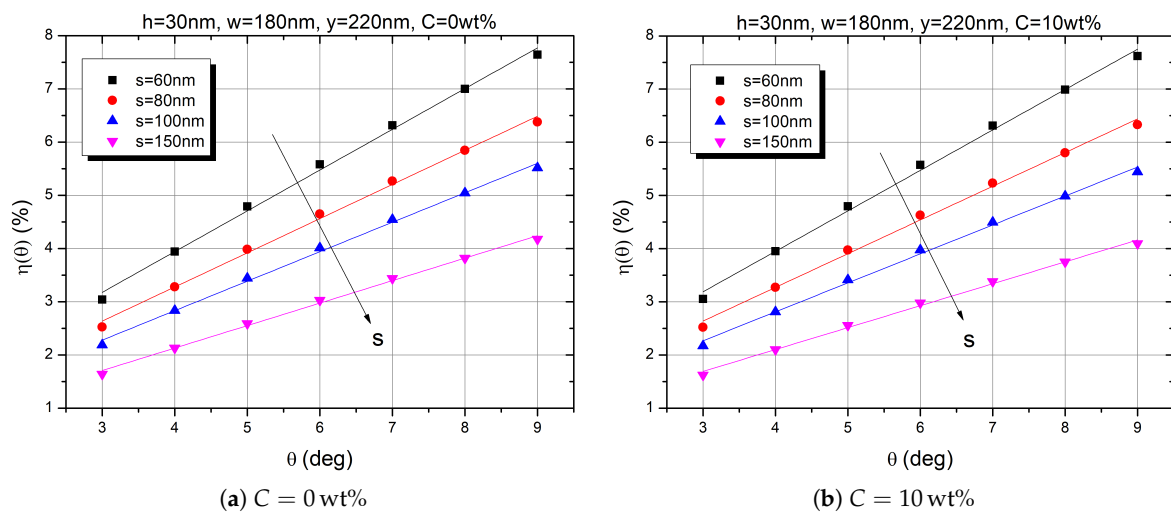 h=30nm, w=180nm, y=220nm, C=0wt%
8
7
6
5
4
3
2
1
η(θ) (%)
s=60nm
s=80nm
s=100nm
s=150nm
s
3 4 5 6 7 8 9
θ (deg)
(a) C = 0 wt%
h=30nm, w=180nm, y=220nm, C=10wt%
8
7
6
5
4
3
2
1
η(θ) (%)
s=60nm
s=80nm
s=100nm
s=150nm
s
3 4 5 6 7 8 9
θ (deg)
(b) C = 10 wt%